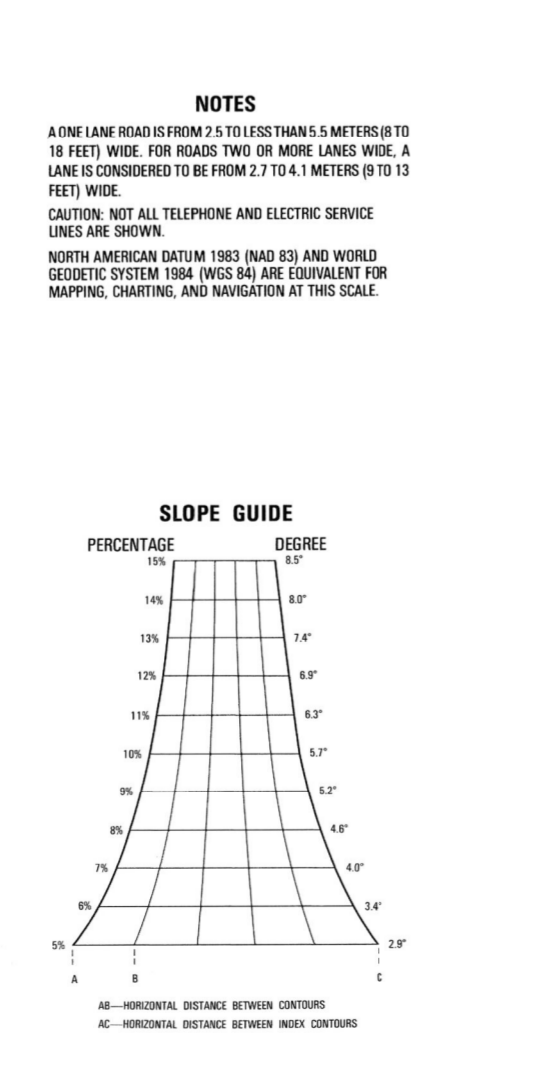 NOTES
A ONE LANE ROAD IS FROM 2.5 TO LESS THAN 5.5 METERS (8 TO
18 FEET) WIDE. FOR ROADS TWO OR MORE LANES WIDE, A
LANE IS CONSIDERED TO BE FROM 2.7 TO 4.1 METERS (9 TO 13
FEET) WIDE.
CAUTION: NOT ALL TELEPHONE AND ELECTRIC SERVICE
LINES ARE SHOWN.
NORTH AMERICAN DATUM 1983 (NAD 83) AND WORLD
GEODETIC SYSTEM 1984 (WGS 84) ARE EQUIVALENT FOR
MAPPING, CHARTING, AND NAVIGATION AT THIS SCALE.
SLOPE GUIDE
PERCENTAGE DEGREE
15% 8.5°
14% 8.0°
13% 7.4°
12% 6.9°
11% 6.3°
10% 5.7°
9% 5.2°
8% 4.6°
7% 4.0°
6% 3.4°
5% 2.9°
A B C
AB—HORIZONTAL DISTANCE BETWEEN CONTOURS
AC—HORIZONTAL DISTANCE BETWEEN INDEX CONTOURS